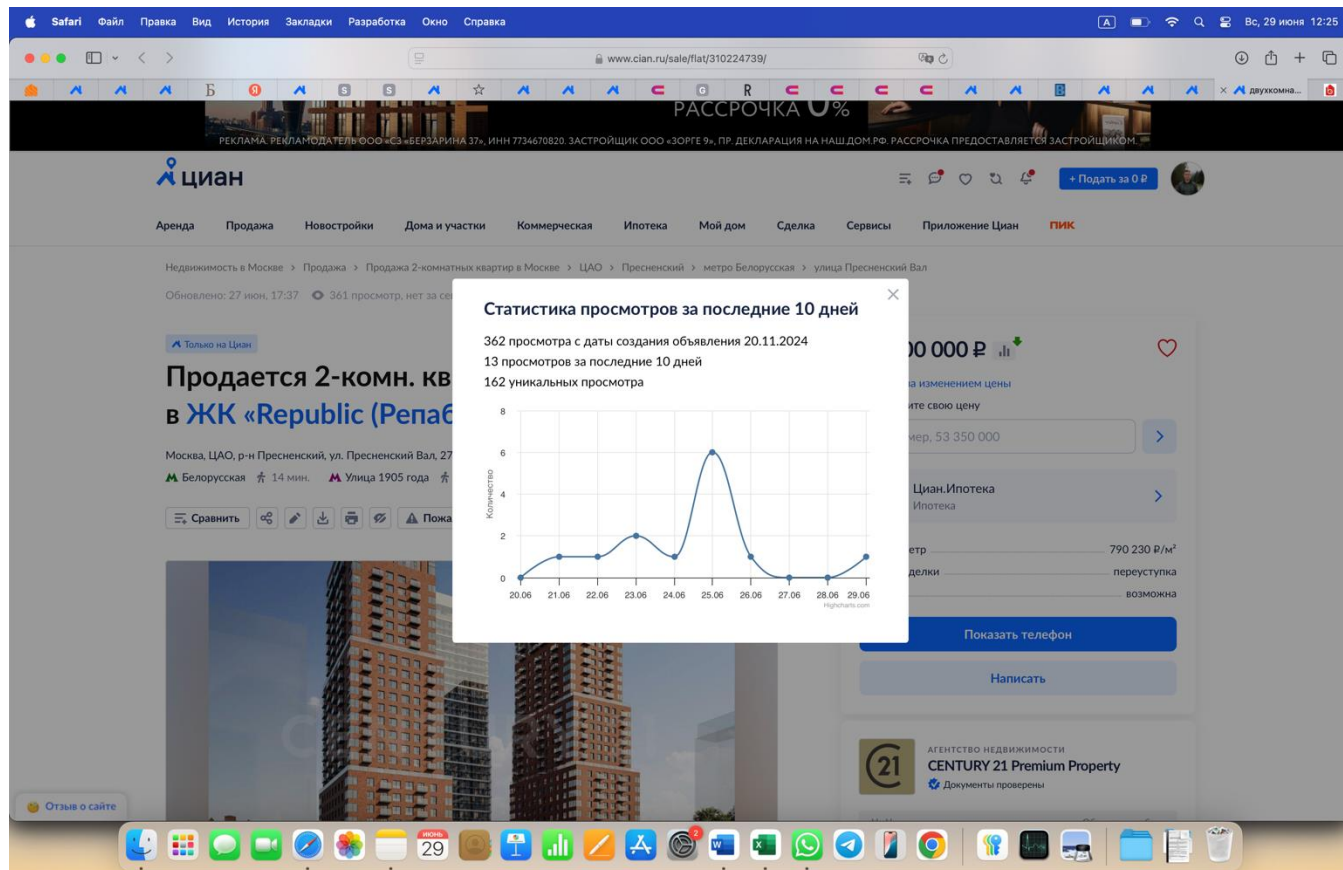 Safari Файл Правка Вид История Закладки Разработка Окно Справка
A
Вс, 29 июня 12:25
www.cian.ru/sale/flat/310224739/
двухкомна...
РАССРОЧКА 0%
РЕКЛАМА. РЕКЛАМОДАТЕЛЬ ООО «СЗ «БЕРЗАРИНА 37», ИНН 7734670820. ЗАСТРОЙЩИК ООО «ЗОРГЕ 9», ПР. ДЕКЛАРАЦИЯ НА НАШ.ДОМ.РФ. РАССРОЧКА ПРЕДОСТАВЛЯЕТСЯ ЗАСТРОЙЩИКОМ.
циан
+ Подать за 0 ₽
Аренда Продажа Новостройки Дома и участки Коммерческая Ипотека Мой дом Сделка Сервисы Приложение Циан ПИК
Недвижимость в Москве > Продажа > Продажа 2-комнатных квартир в Москве > ЦАО > Пресненский > метро Белорусская > улица Пресненский Вал
Обновлено: 27 июн, 17:37 361 просмотр, нет за се
Только на Циан
Продается 2-комн. кв
в ЖК «Republic (Репаб
Москва, ЦАО, р-н Пресненский, ул. Пресненский Вал, 27
Белорусская 14 мин. Улица 1905 года
Сравнить
Пожа
Статистика просмотров за последние 10 дней
362 просмотра с даты создания объявления 20.11.2024
13 просмотров за последние 10 дней
162 уникальных просмотра
Количество
8
6
4
2
0
20.06 21.06 22.06 23.06 24.06 25.06 26.06 27.06 28.06 29.06
Highcharts.com
00 000 ₽
за изменением цены
ите свою цену
мер, 53 350 000
Циан.Ипотека
Ипотека
етр 790 230 ₽/м²
делки переуступка
возможна
Показать телефон
Написать
21
АГЕНТСТВО НЕДВИЖИМОСТИ
CENTURY 21 Premium Property
Документы проверены
Отзыв о сайте
ИЮНЬ
29
2